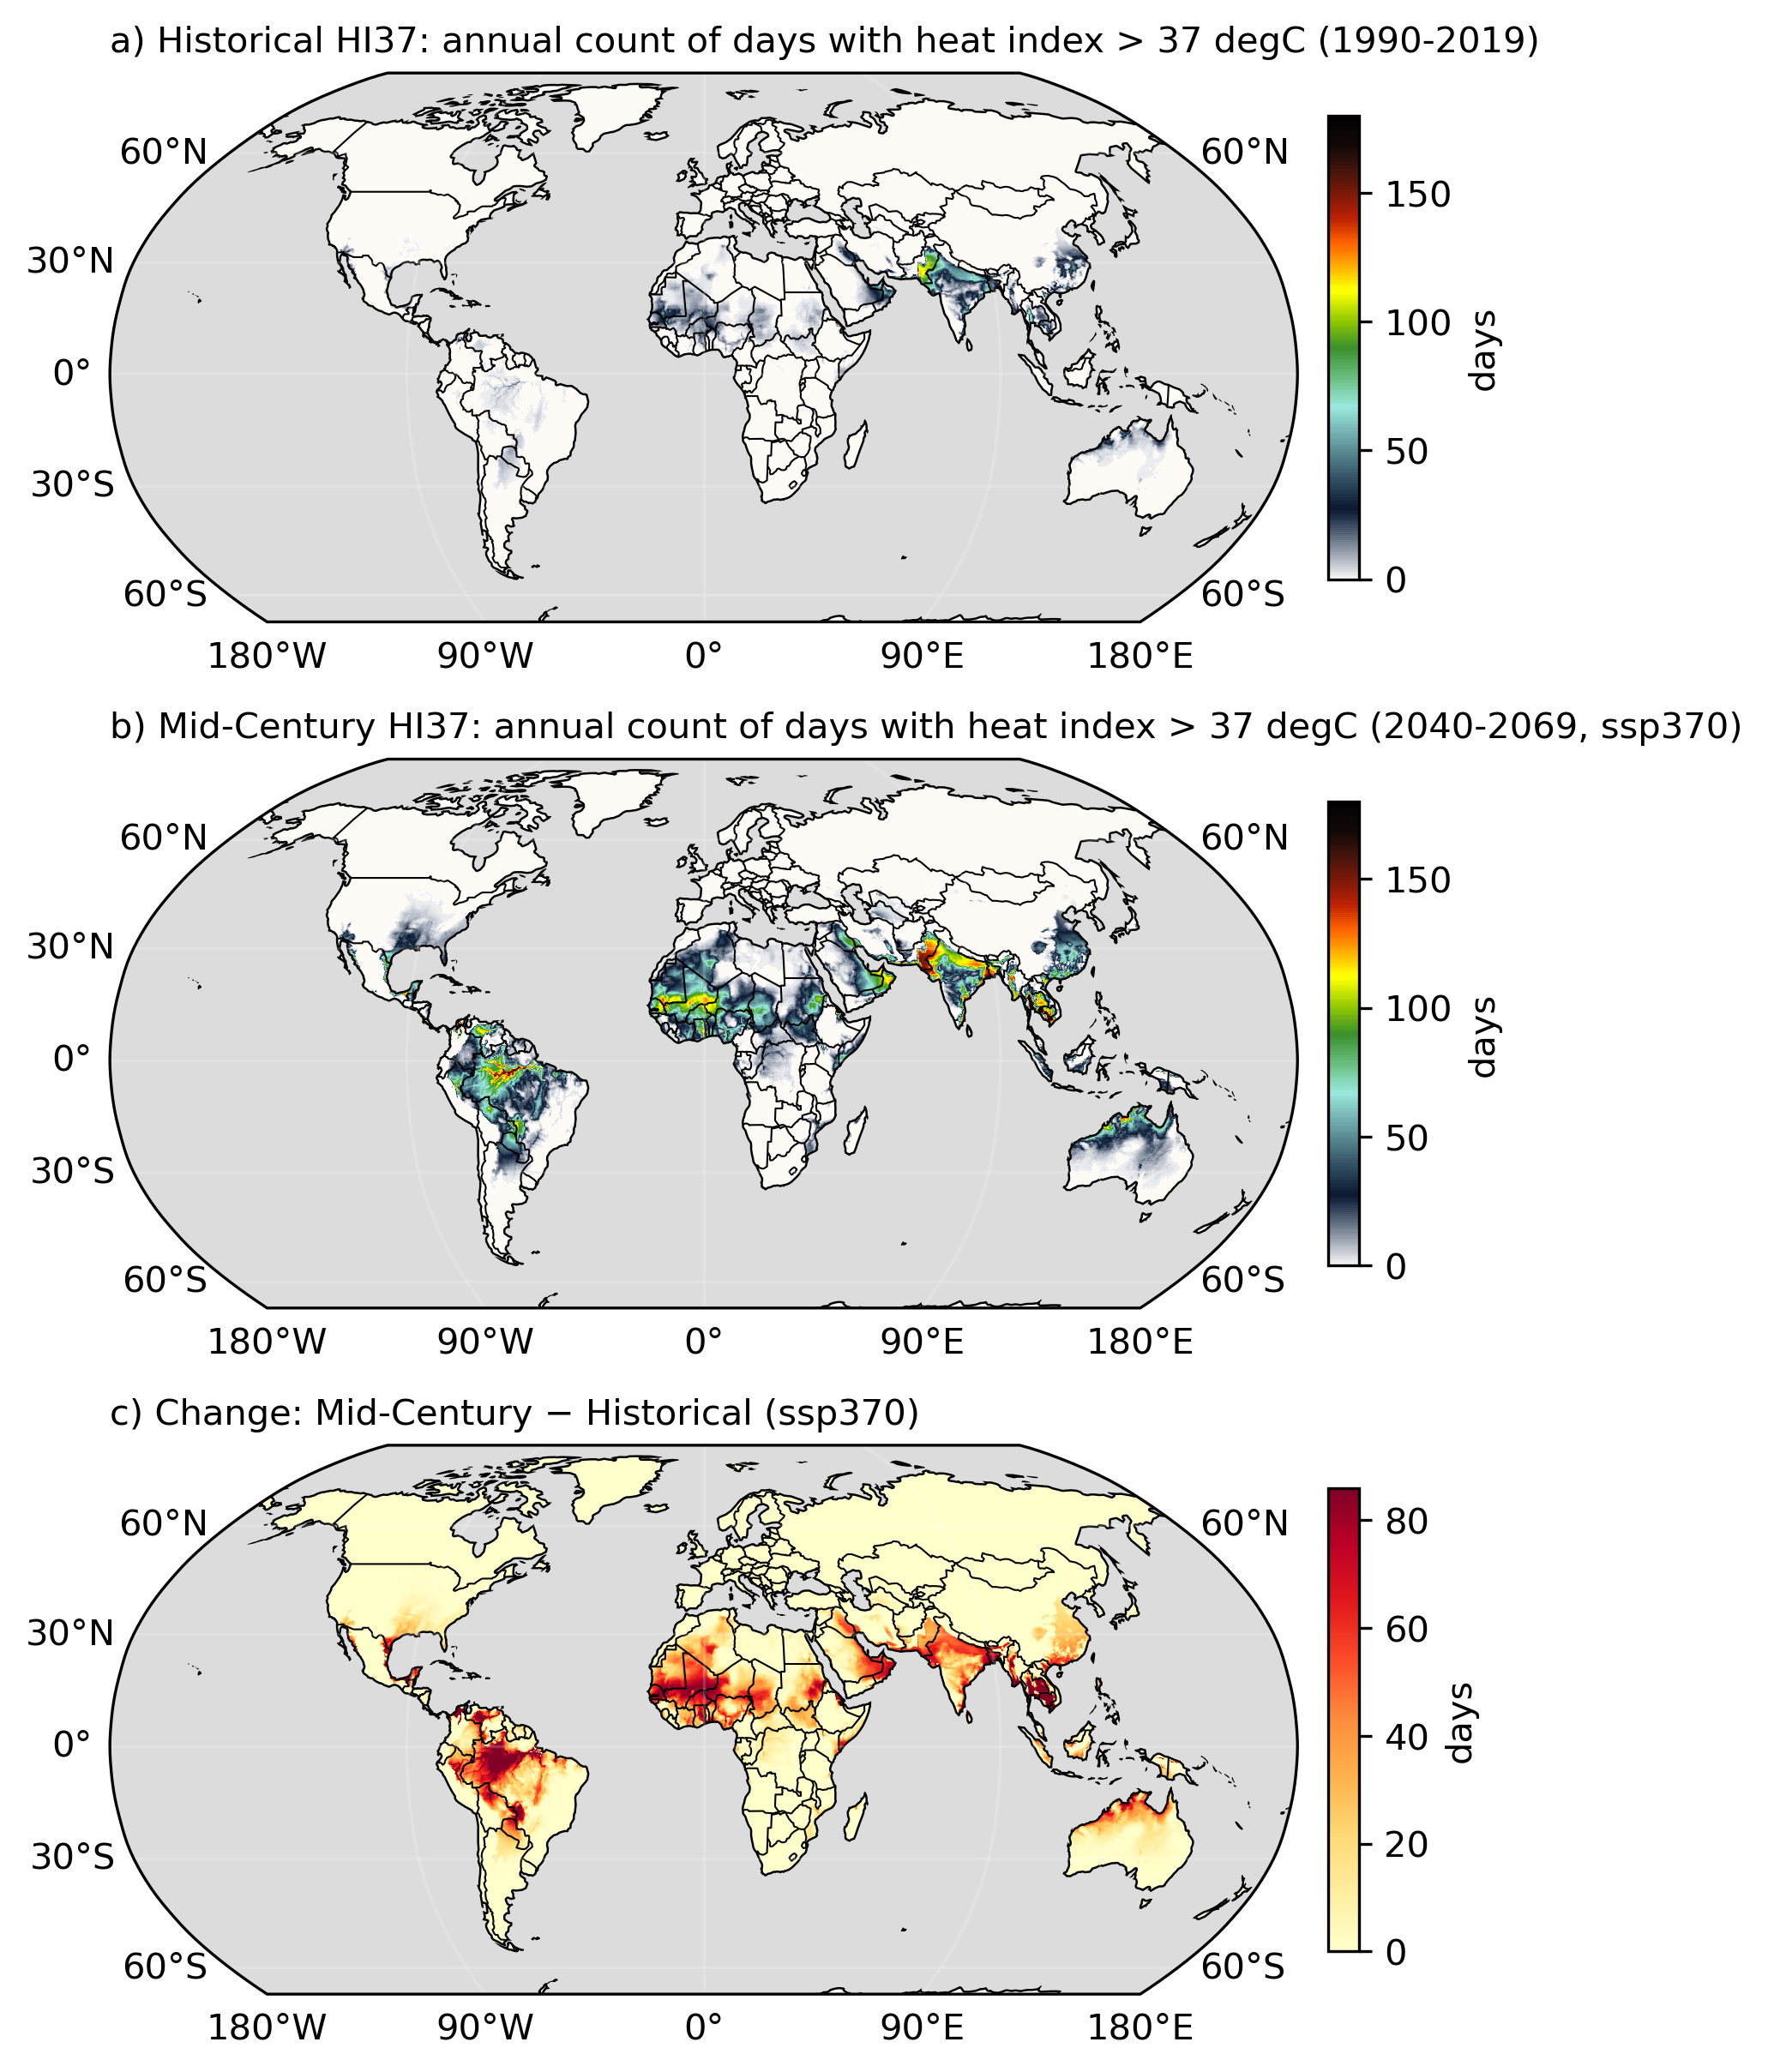 a) Historical HI37: annual count of days with heat index > 37 degC (1990-2019)
60°N
60°N
30°N
0°
30°S
60°S
60°S
180°W
90°W
0°
90°E
180°E
150
100
50
0
days
b) Mid-Century HI37: annual count of days with heat index > 37 degC (2040-2069, ssp370)
60°N
60°N
30°N
0°
30°S
60°S
60°S
180°W
90°W
0°
90°E
180°E
150
100
50
0
days
c) Change: Mid-Century − Historical (ssp370)
60°N
60°N
30°N
0°
30°S
60°S
60°S
180°W
90°W
0°
90°E
180°E
80
60
40
20
0
days